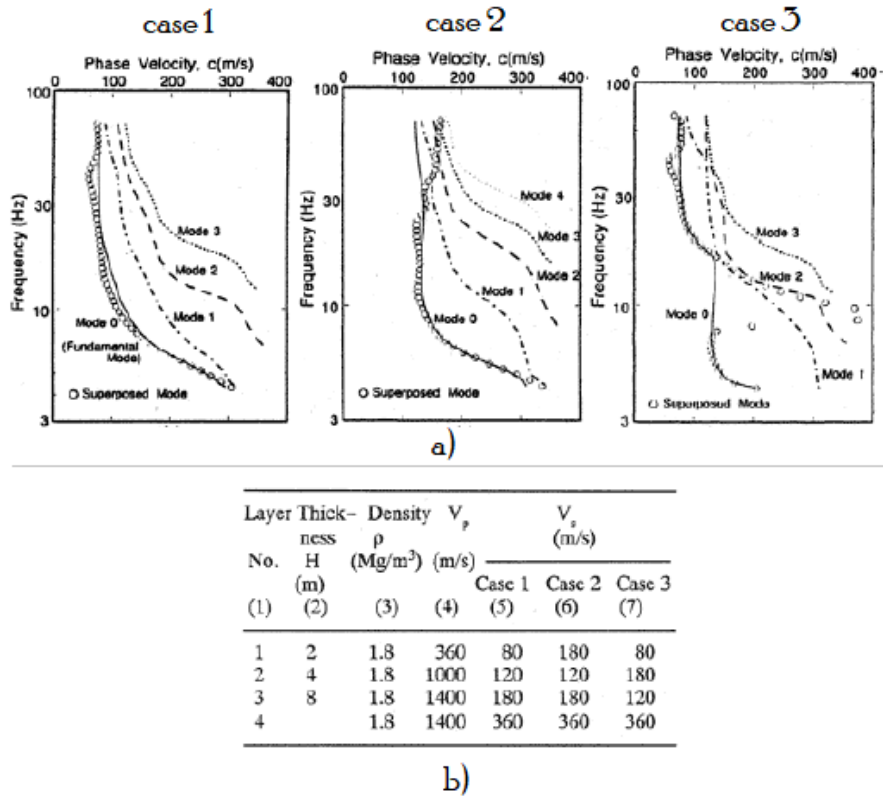 case 1
case 2
case 3
Phase Velocity, c(m/s)
0 100 200 300 400
100
30
10
3
Frequency (Hz)
Mode 3
Mode 2
Mode 1
Mode 0
(Fundamental
Mode)
Superposed Mode
Phase Velocity, c(m/s)
0 100 200 300 400
100
30
10
3
Frequency (Hz)
Mode 4
Mode 3
Mode 2
Mode 1
Mode 0
Superposed Mode
Phase Velocity, c(m/s)
0 100 200 300 400
100
30
10
3
Frequency (Hz)
Mode 3
Mode 2
Mode 0
Mode 1
Superposed Mode
a)
Layer Thick- Density Vp Vs
ness ρ (m/s)
No. H (Mg/m³) (m/s)
(m) Case 1 Case 2 Case 3
(1) (2) (3) (4) (5) (6) (7)
1 2 1.8 360 80 180 80
2 4 1.8 1000 120 120 180
3 8 1.8 1400 180 180 120
4 1.8 1400 360 360 360
b)